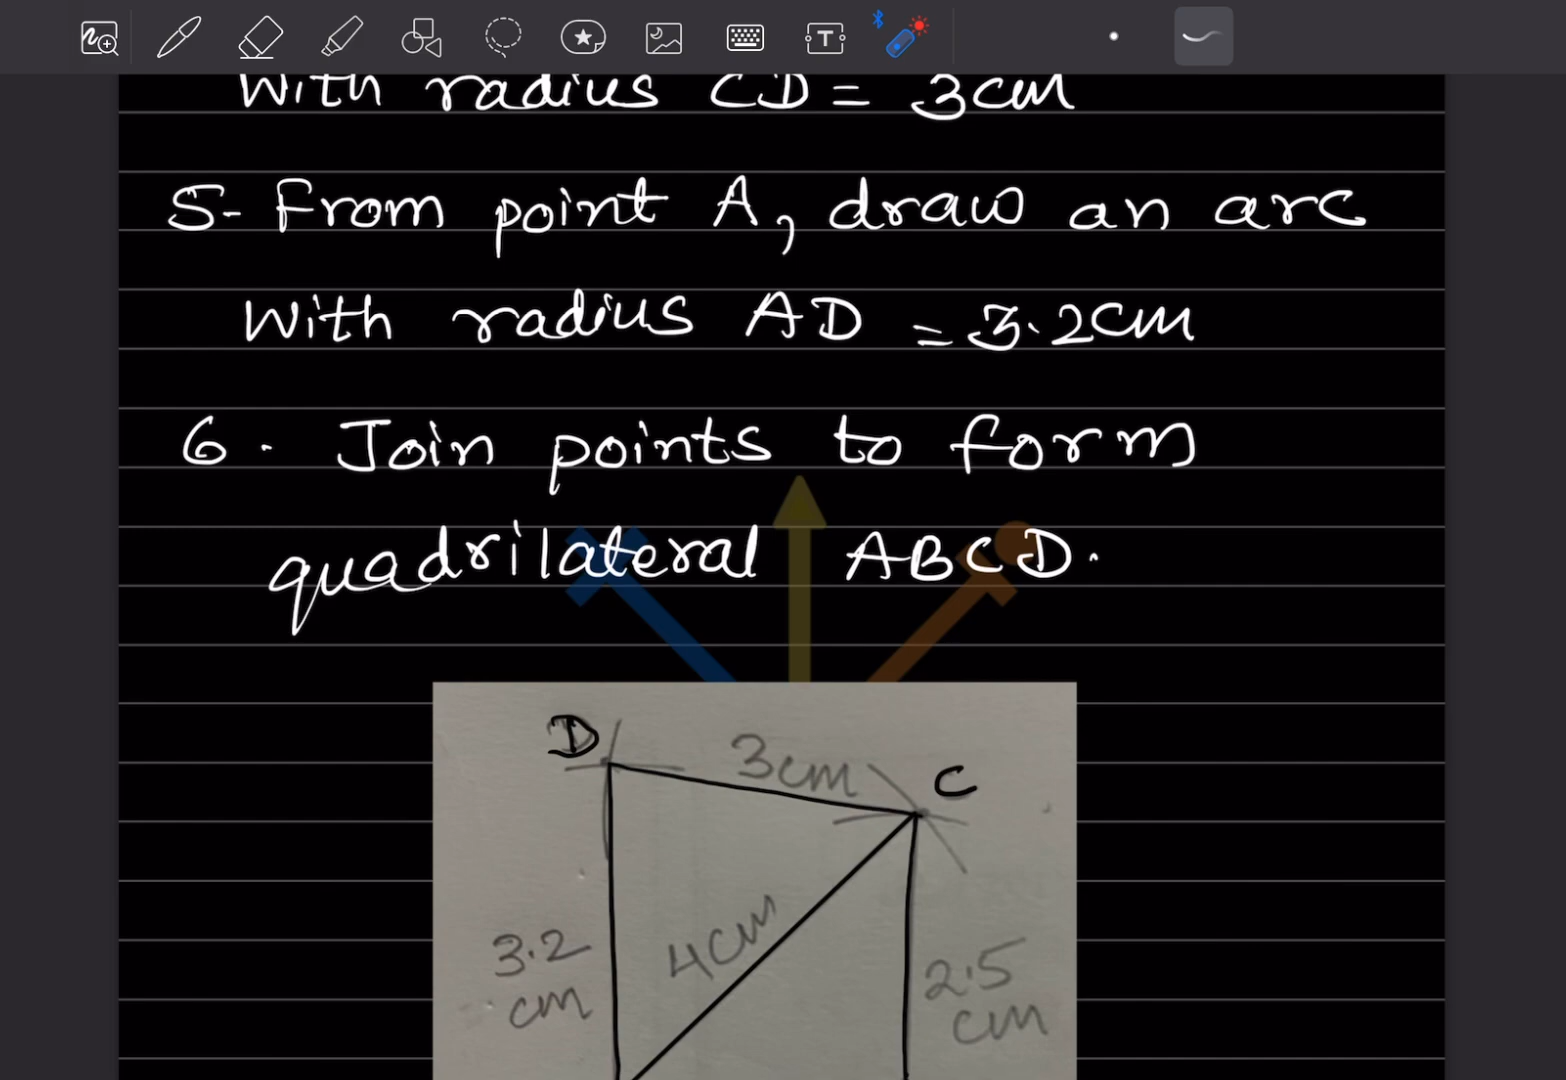 With radius CD = 3cm
5- From point A, draw an arc
With radius AD = 3.2cm
6. Join points to form
quadrilateral ABCD.
D
3cm
C
3.2
cm
4cm
2.5
cm